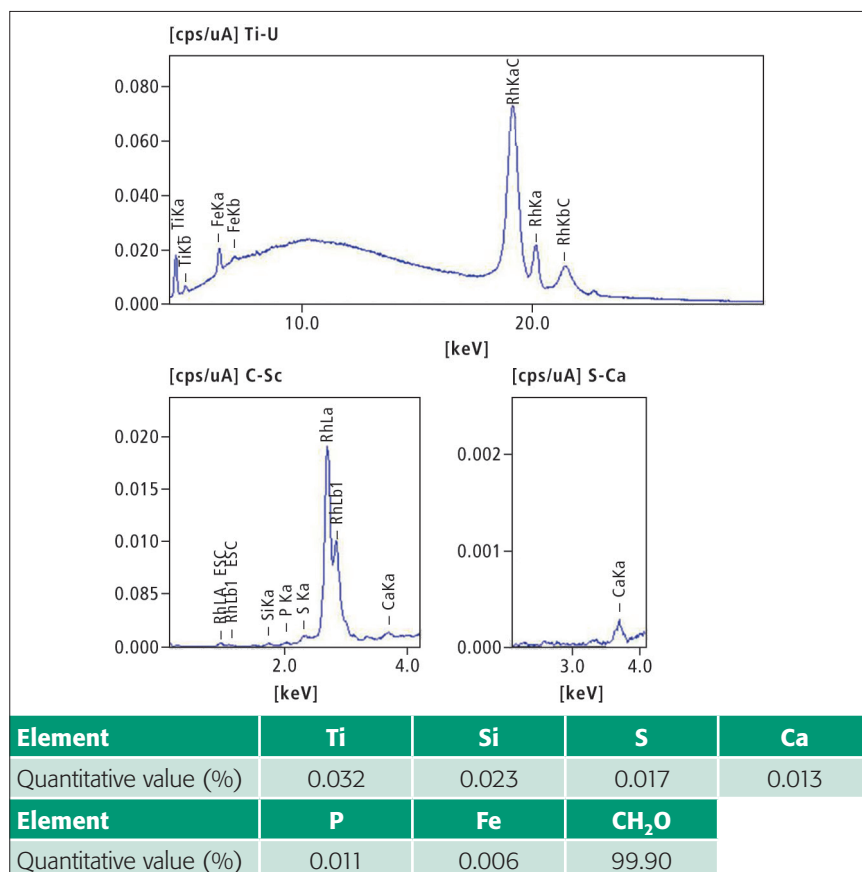 [cps/uA] Ti-U
0.080
0.060
0.040
0.020
0.000
TiKa
TiKb
FeKa
FeKb
RhKaC
RhKa
RhKbC
10.0 20.0
[keV]
[cps/uA] C-Sc
0.020
0.015
0.010
0.085
0.000
RhLA ESC
RhLb1 ESC
SiKa
P Ka
S Ka
RhLa
RhLb1
CaKa
2.0 4.0
[keV]
[cps/uA] S-Ca
0.002
0.001
0.000
CaKa
3.0 4.0
[keV]
Element Ti Si S Ca
Quantitative value (%) 0.032 0.023 0.017 0.013
Element P Fe CH₂O
Quantitative value (%) 0.011 0.006 99.90